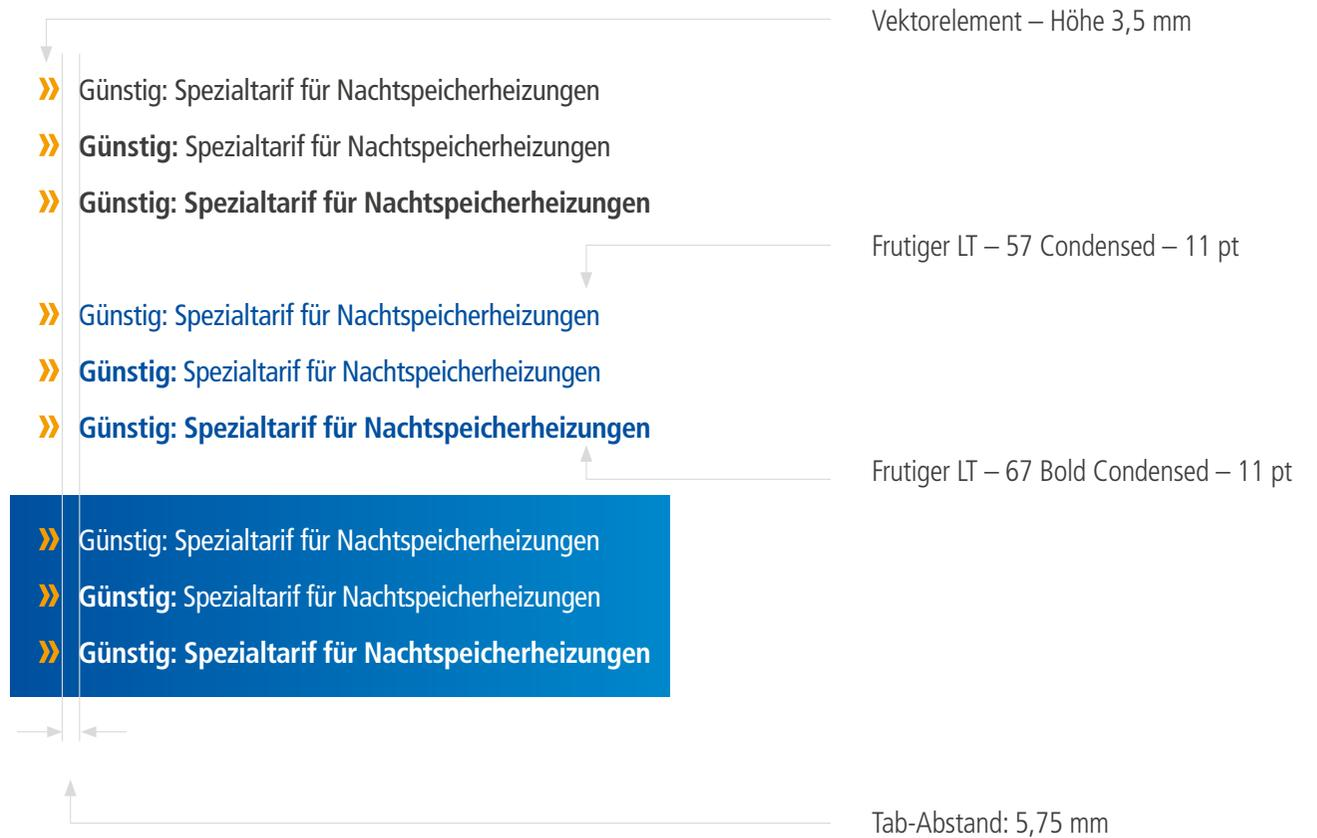 Vektorelement – Höhe 3,5 mm
» Günstig: Spezialtarif für Nachtspeicherheizungen
» Günstig: Spezialtarif für Nachtspeicherheizungen
» Günstig: Spezialtarif für Nachtspeicherheizungen
Frutiger LT – 57 Condensed – 11 pt
» Günstig: Spezialtarif für Nachtspeicherheizungen
» Günstig: Spezialtarif für Nachtspeicherheizungen
» Günstig: Spezialtarif für Nachtspeicherheizungen
Frutiger LT – 67 Bold Condensed – 11 pt
» Günstig: Spezialtarif für Nachtspeicherheizungen
» Günstig: Spezialtarif für Nachtspeicherheizungen
» Günstig: Spezialtarif für Nachtspeicherheizungen
Tab-Abstand: 5,75 mm